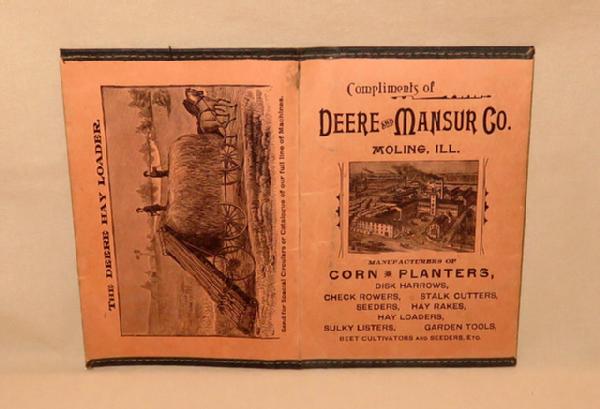 THE DEERE HAY LOADER.
Send for Special Circulars or Catalogue of our full line of Machines.
Compliments of
DEERE AND MANSUR CO.
MOLINE, ILL.
MANUFACTURERS OF
CORN PLANTERS,
DISK HARROWS,
CHECK ROWERS, STALK CUTTERS,
SEEDERS, HAY RAKES,
HAY LOADERS,
SULKY LISTERS, GARDEN TOOLS,
BEET CULTIVATORS AND SEEDERS, ETC.